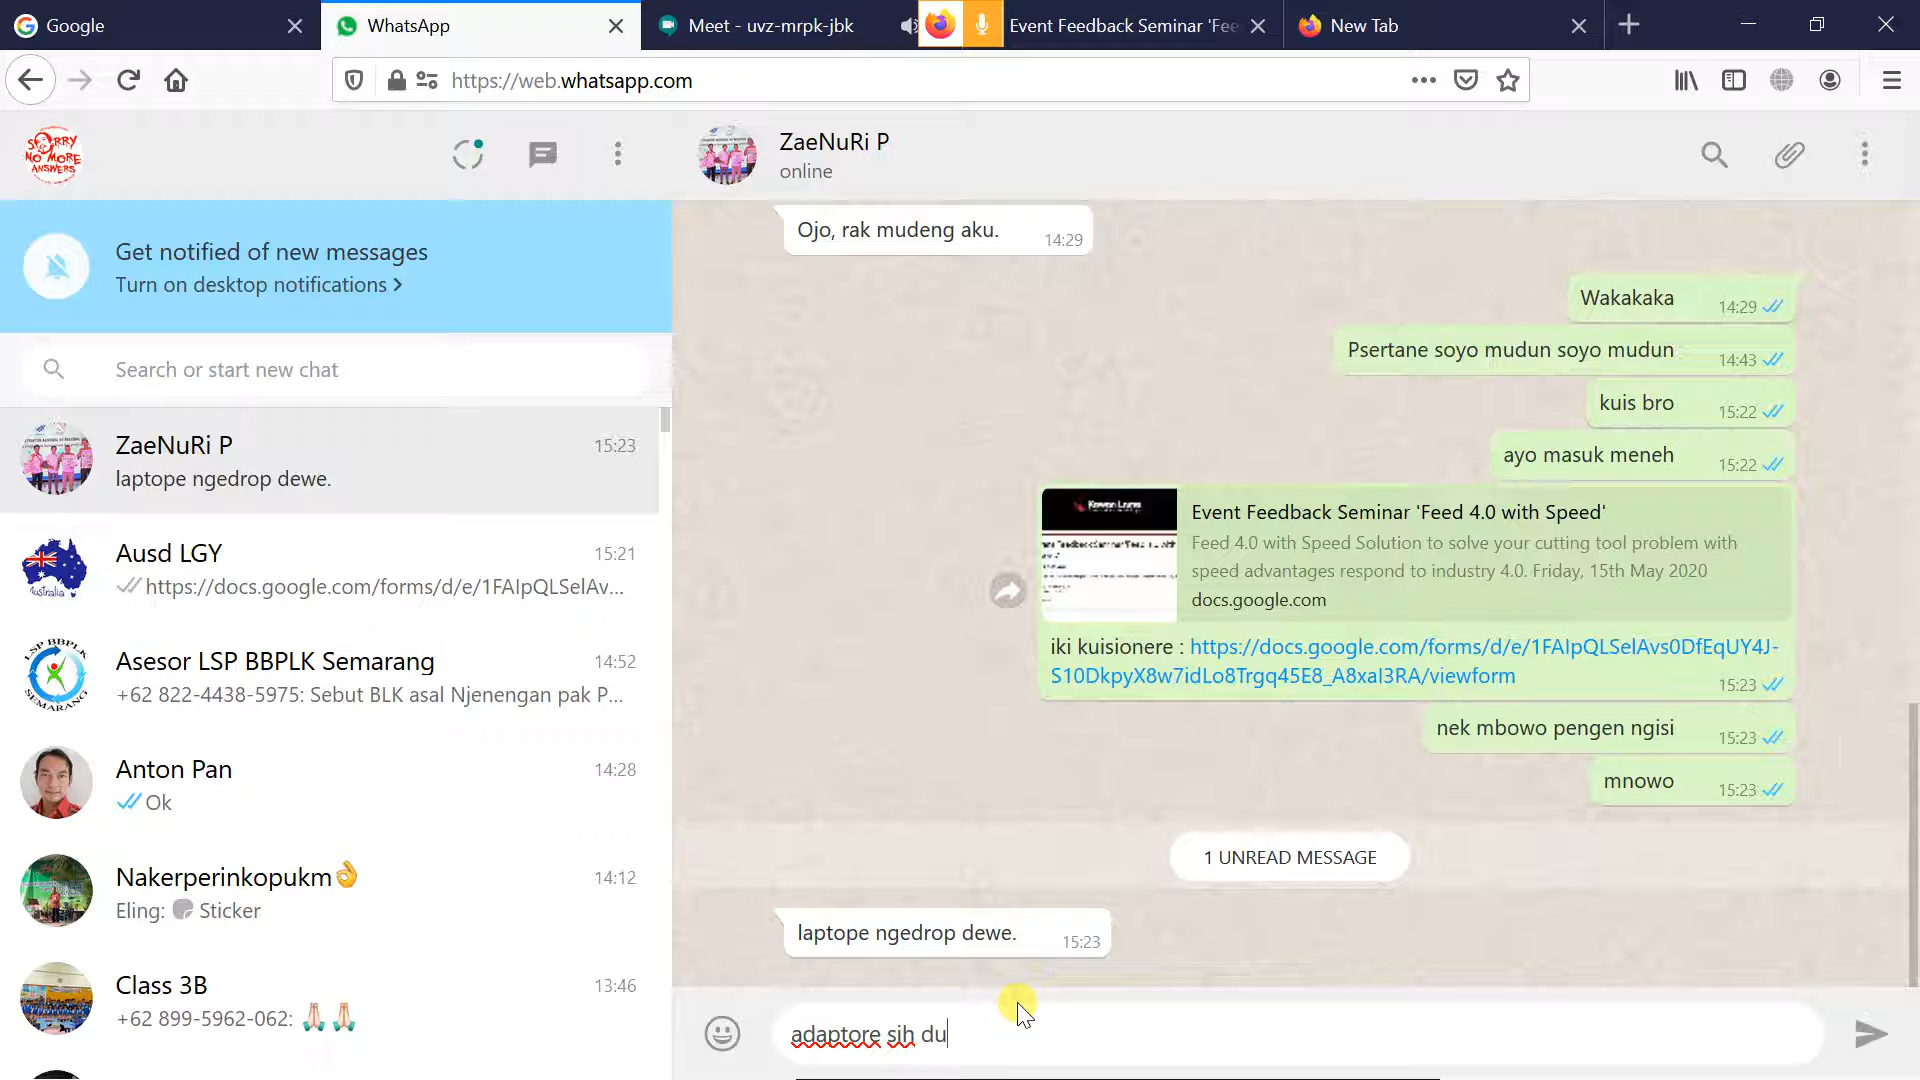 Google
WhatsApp
Meet - uvz-mrpk-jbk
Event Feedback Seminar 'Fee
New Tab
https://web.whatsapp.com
SORRY
NO MORE
ANSWERS
ZaeNuRi P
online
Get notified of new messages
Turn on desktop notifications
Search or start new chat
ZaeNuRi P
15:23
laptope ngedrop dewe.
Ausd LGY
15:21
https://docs.google.com/forms/d/e/1FAIpQLSelAv...
Australia
LSP BBPLK
SEMARANG
Asesor LSP BBPLK Semarang
14:52
+62 822-4438-5975: Sebut BLK asal Njenengan pak P...
Anton Pan
14:28
Ok
Nakerperinkopukm👌
14:12
Eling: Sticker
Class 3B
13:46
+62 899-5962-062: 🙏🏻 🙏🏻
Ojo, rak mudeng aku.
14:29
Wakakaka
14:29
Psertane soyo mudun soyo mudun
14:43
kuis bro
15:22
ayo masuk meneh
15:22
Event Feedback Seminar 'Feed 4.0 with Speed'
Feed 4.0 with Speed Solution to solve your cutting tool problem with
speed advantages respond to industry 4.0. Friday, 15th May 2020
docs.google.com
iki kuisionere : https://docs.google.com/forms/d/e/1FAIpQLSelAvs0DfEqUY4J-
S10DkpyX8w7idLo8Trgq45E8_A8xaI3RA/viewform
15:23
nek mbowo pengen ngisi
15:23
mnowo
15:23
1 UNREAD MESSAGE
laptope ngedrop dewe.
15:23
adaptore sih du